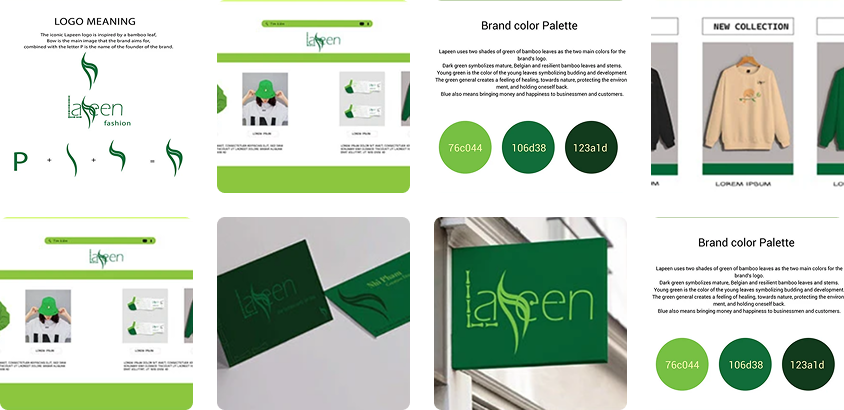 LOGO MEANING
The iconic Lapeen logo is inspired by a bamboo leaf,
Bow is the main image that the brand aims for,
combined with the letter P is the name of the founder of the brand.
Lapeen
fashion
P + + =
Lapeen
LOREM IPSUM
Brand color Palette
Lapeen uses two shades of green of bamboo leaves as the two main colors for the
brand's logo.
Dark green symbolizes mature, Belgian and resilient bamboo leaves and stems.
Young green is the color of the young leaves symbolizing budding and development
The green general creates a feeling of healing, towards nature, protecting the environ
ment, and holding oneself back.
Blue also means bringing money and happiness to businessmen and customers.
76c044
106d38
123a1d
NEW COLLECTION
LOREM IPSUM
Lapeen
LOREM IPSUM
Lapeen
Nhi Pham
Lapeen
Brand color Palette
Lapeen uses two shades of green of bamboo leaves as the two main colors for the
brand's logo.
Dark green symbolizes mature, Belgian and resilient bamboo leaves and stems.
Young green is the color of the young leaves symbolizing budding and development
The green general creates a feeling of healing, towards nature, protecting the environ
ment, and holding oneself back.
Blue also means bringing money and happiness to businessmen and customers.
76c044
106d38
123a1d